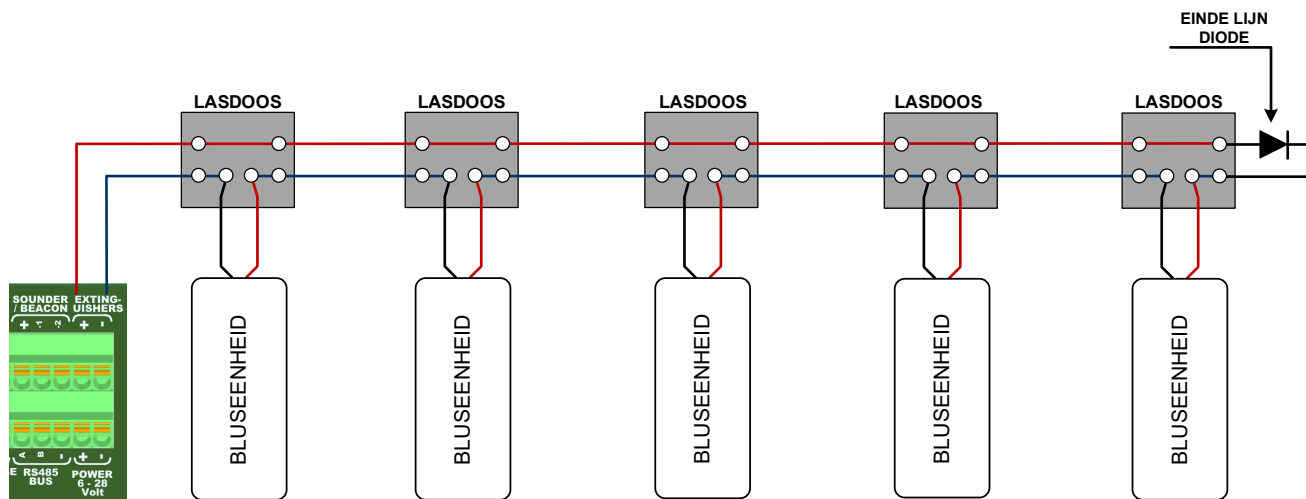 EINDE LIJN
DIODE
LASDOOS
LASDOOS
LASDOOS
LASDOOS
LASDOOS
BLUSEENHEID
BLUSEENHEID
BLUSEENHEID
BLUSEENHEID
BLUSEENHEID
SOUNDER
/ BEACON
EXTING-
UISHERS
+ -1 -2 + -
A B - + -
E
RS485
BUS
POWER
6 - 28
Volt